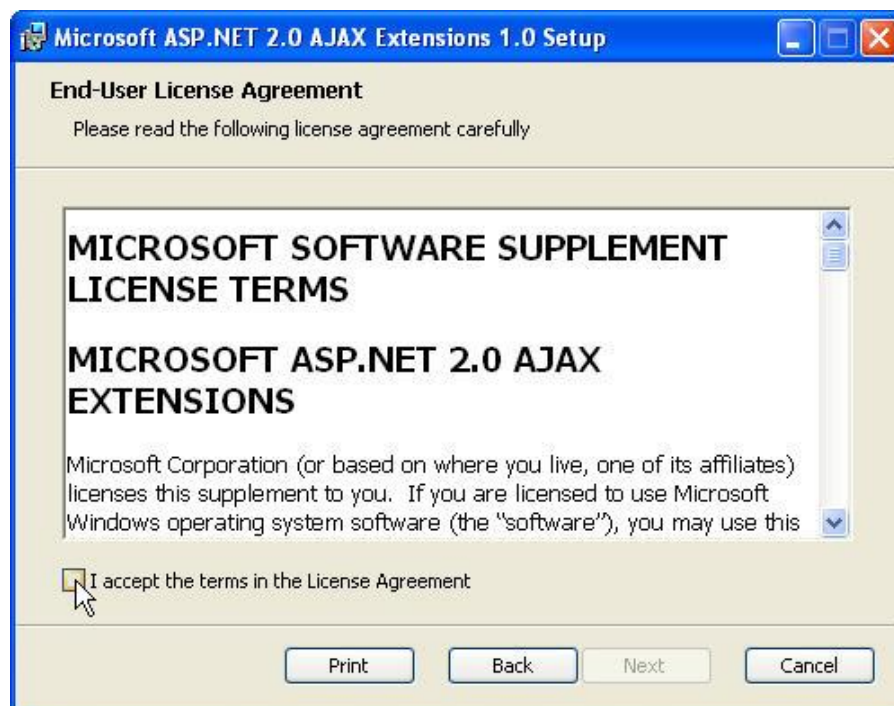 Microsoft ASP.NET 2.0 AJAX Extensions 1.0 Setup
End-User License Agreement
Please read the following license agreement carefully
MICROSOFT SOFTWARE SUPPLEMENT
LICENSE TERMS
MICROSOFT ASP.NET 2.0 AJAX
EXTENSIONS
Microsoft Corporation (or based on where you live, one of its affiliates)
licenses this supplement to you.  If you are licensed to use Microsoft
Windows operating system software (the "software"), you may use this
I accept the terms in the License Agreement
Print Back Next Cancel